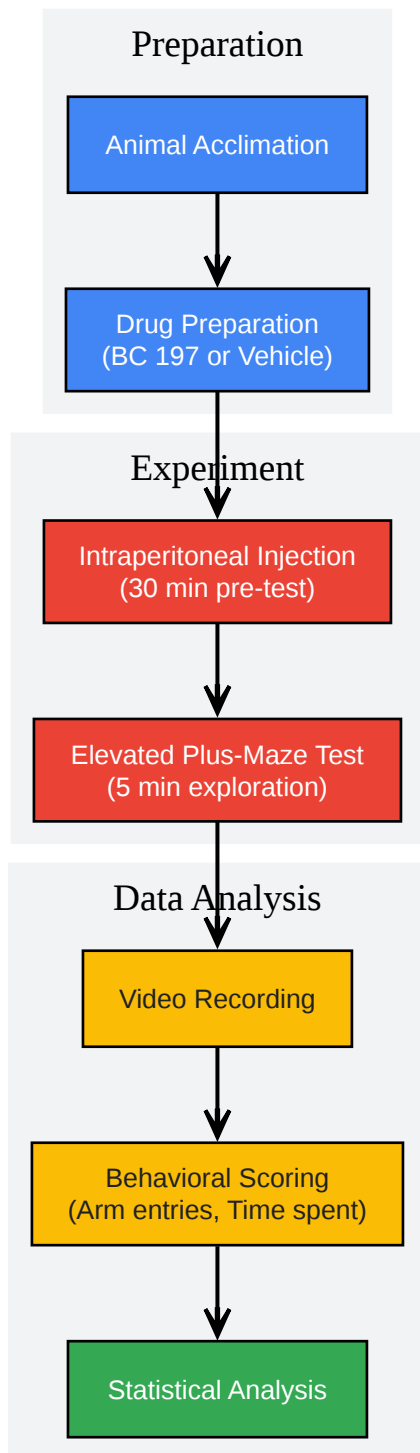 Preparation
Animal Acclimation
Drug Preparation
(BC 197 or Vehicle)
Experiment
Intraperitoneal Injection
(30 min pre-test)
Elevated Plus-Maze Test
(5 min exploration)
Data Analysis
Video Recording
Behavioral Scoring
(Arm entries, Time spent)
Statistical Analysis